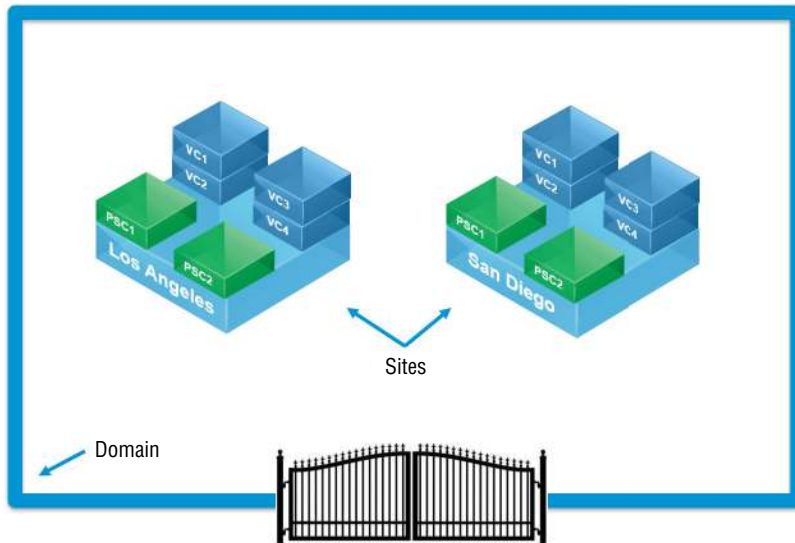 VC1
VC2
VC3
VC4
PSC1
PSC2
Los Angeles
VC1
VC2
VC3
VC4
PSC1
PSC2
San Diego
Sites
Domain